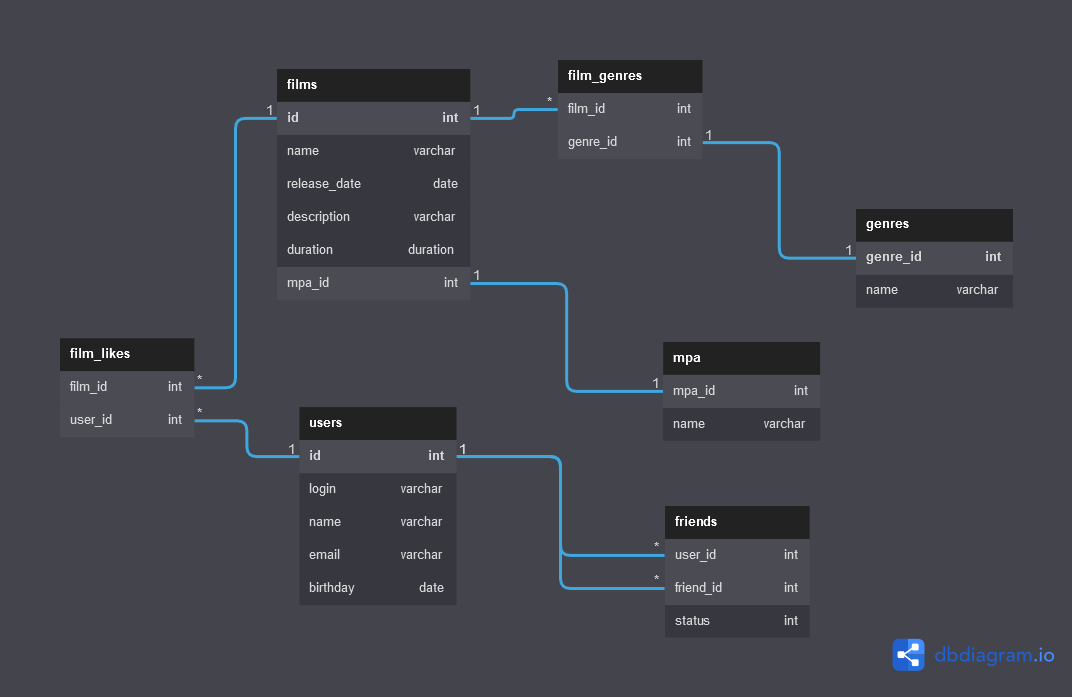 films
id int
name varchar
release_date date
description varchar
duration duration
mpa_id int
film_genres
film_id int
genre_id int
genres
genre_id int
name varchar
film_likes
film_id int
user_id int
mpa
mpa_id int
name varchar
users
id int
login varchar
name varchar
email varchar
birthday date
friends
user_id int
friend_id int
status int
1
1
*
1
1
1
1
*
*
1
1
*
*
dbdiagram.io